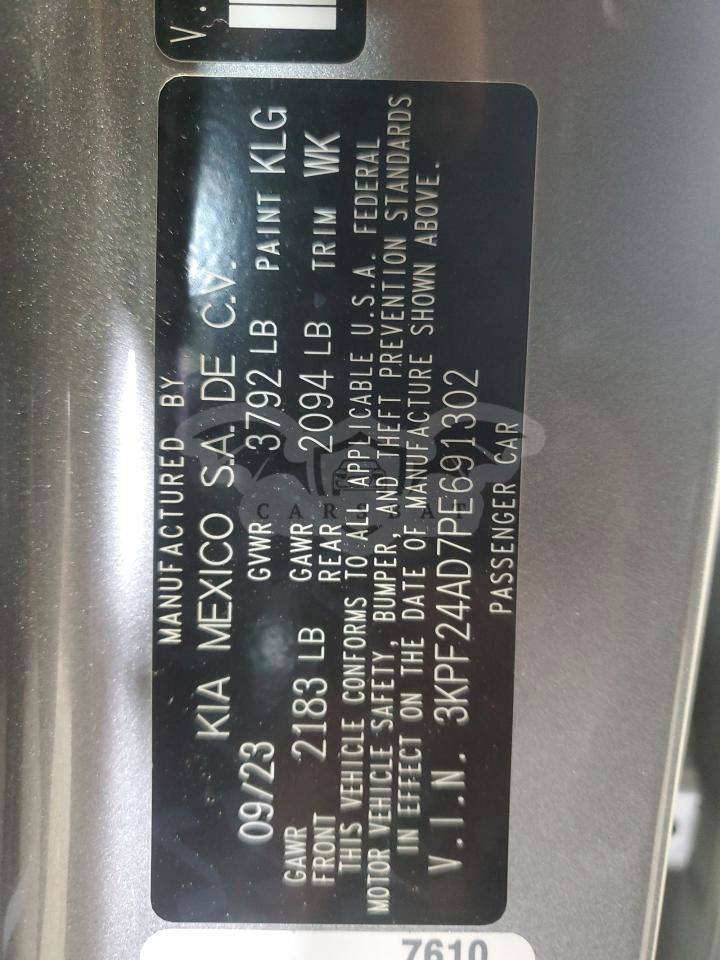 MANUFACTURED BY
KIA MEXICO S.A. DE C.V.
09/23 GVWR 3792 LB PAINT KLG
GAWR FRONT 2183 LB GAWR REAR 2094 LB TRIM WK
THIS VEHICLE CONFORMS TO ALL APPLICABLE U.S.A. FEDERAL
MOTOR VEHICLE SAFETY, BUMPER, AND THEFT PREVENTION STANDARDS
IN EFFECT ON THE DATE OF MANUFACTURE SHOWN ABOVE.
V.I.N. 3KPF24AD7PE691302
PASSENGER CAR
7610